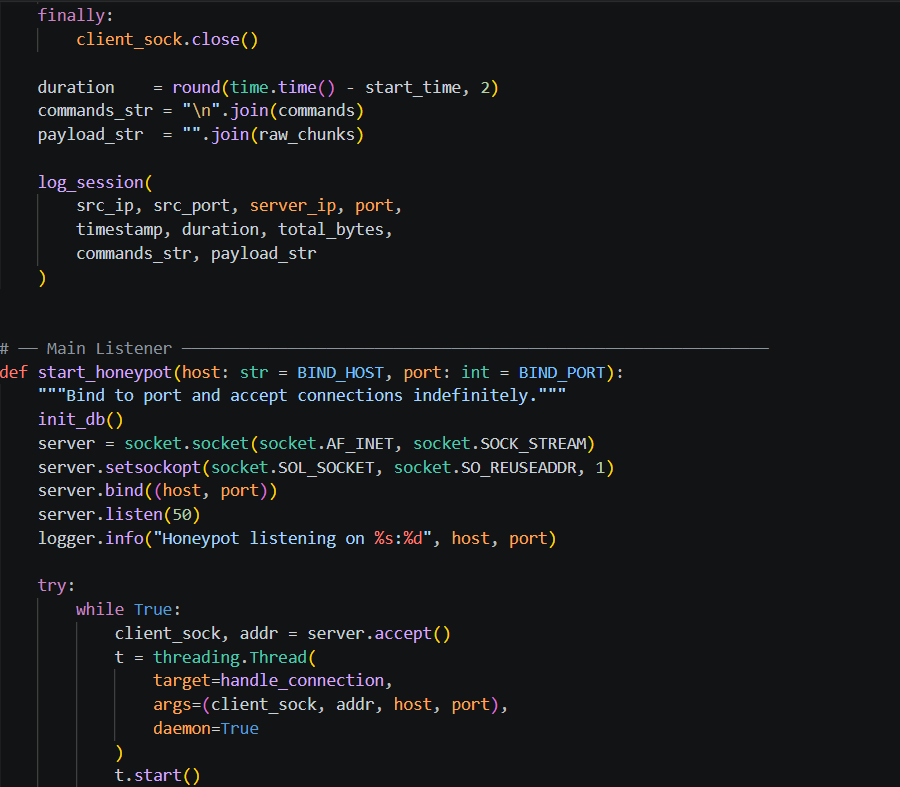 finally:
    client_sock.close()

duration    = round(time.time() - start_time, 2)
commands_str = "\n".join(commands)
payload_str  = "".join(raw_chunks)

log_session(
    src_ip, src_port, server_ip, port,
    timestamp, duration, total_bytes,
    commands_str, payload_str
)

# —— Main Listener ————————————————————————————————
def start_honeypot(host: str = BIND_HOST, port: int = BIND_PORT):
    """Bind to port and accept connections indefinitely."""
    init_db()
    server = socket.socket(socket.AF_INET, socket.SOCK_STREAM)
    server.setsockopt(socket.SOL_SOCKET, socket.SO_REUSEADDR, 1)
    server.bind((host, port))
    server.listen(50)
    logger.info("Honeypot listening on %s:%d", host, port)

    try:
        while True:
            client_sock, addr = server.accept()
            t = threading.Thread(
                target=handle_connection,
                args=(client_sock, addr, host, port),
                daemon=True
            )
            t.start()